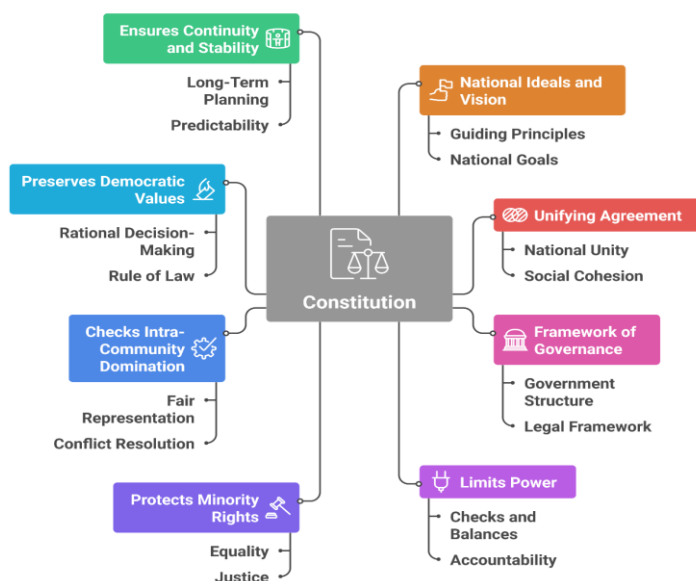 Ensures Continuity
and Stability
Long-Term
Planning
Predictability
Preserves Democratic
Values
Rational Decision-
Making
Rule of Law
Checks Intra-
Community
Domination
Fair
Representation
Conflict Resolution
Protects Minority
Rights
Equality
Justice
Constitution
National Ideals and
Vision
Guiding Principles
National Goals
Unifying Agreement
National Unity
Social Cohesion
Framework of
Governance
Government
Structure
Legal Framework
Limits Power
Checks and
Balances
Accountability